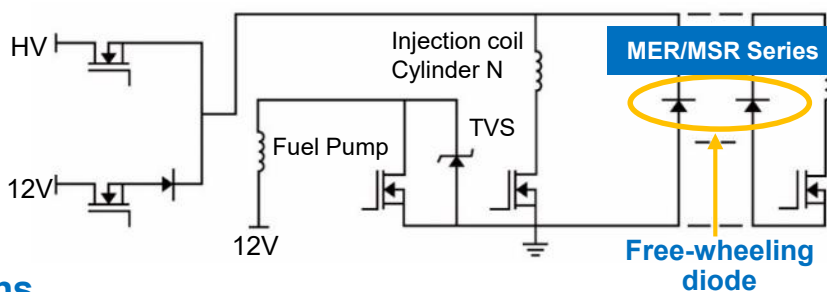 HV
Injection coil
Cylinder N
MER/MSR Series
TVS
Fuel Pump
12V
12V
Free-wheeling
diode